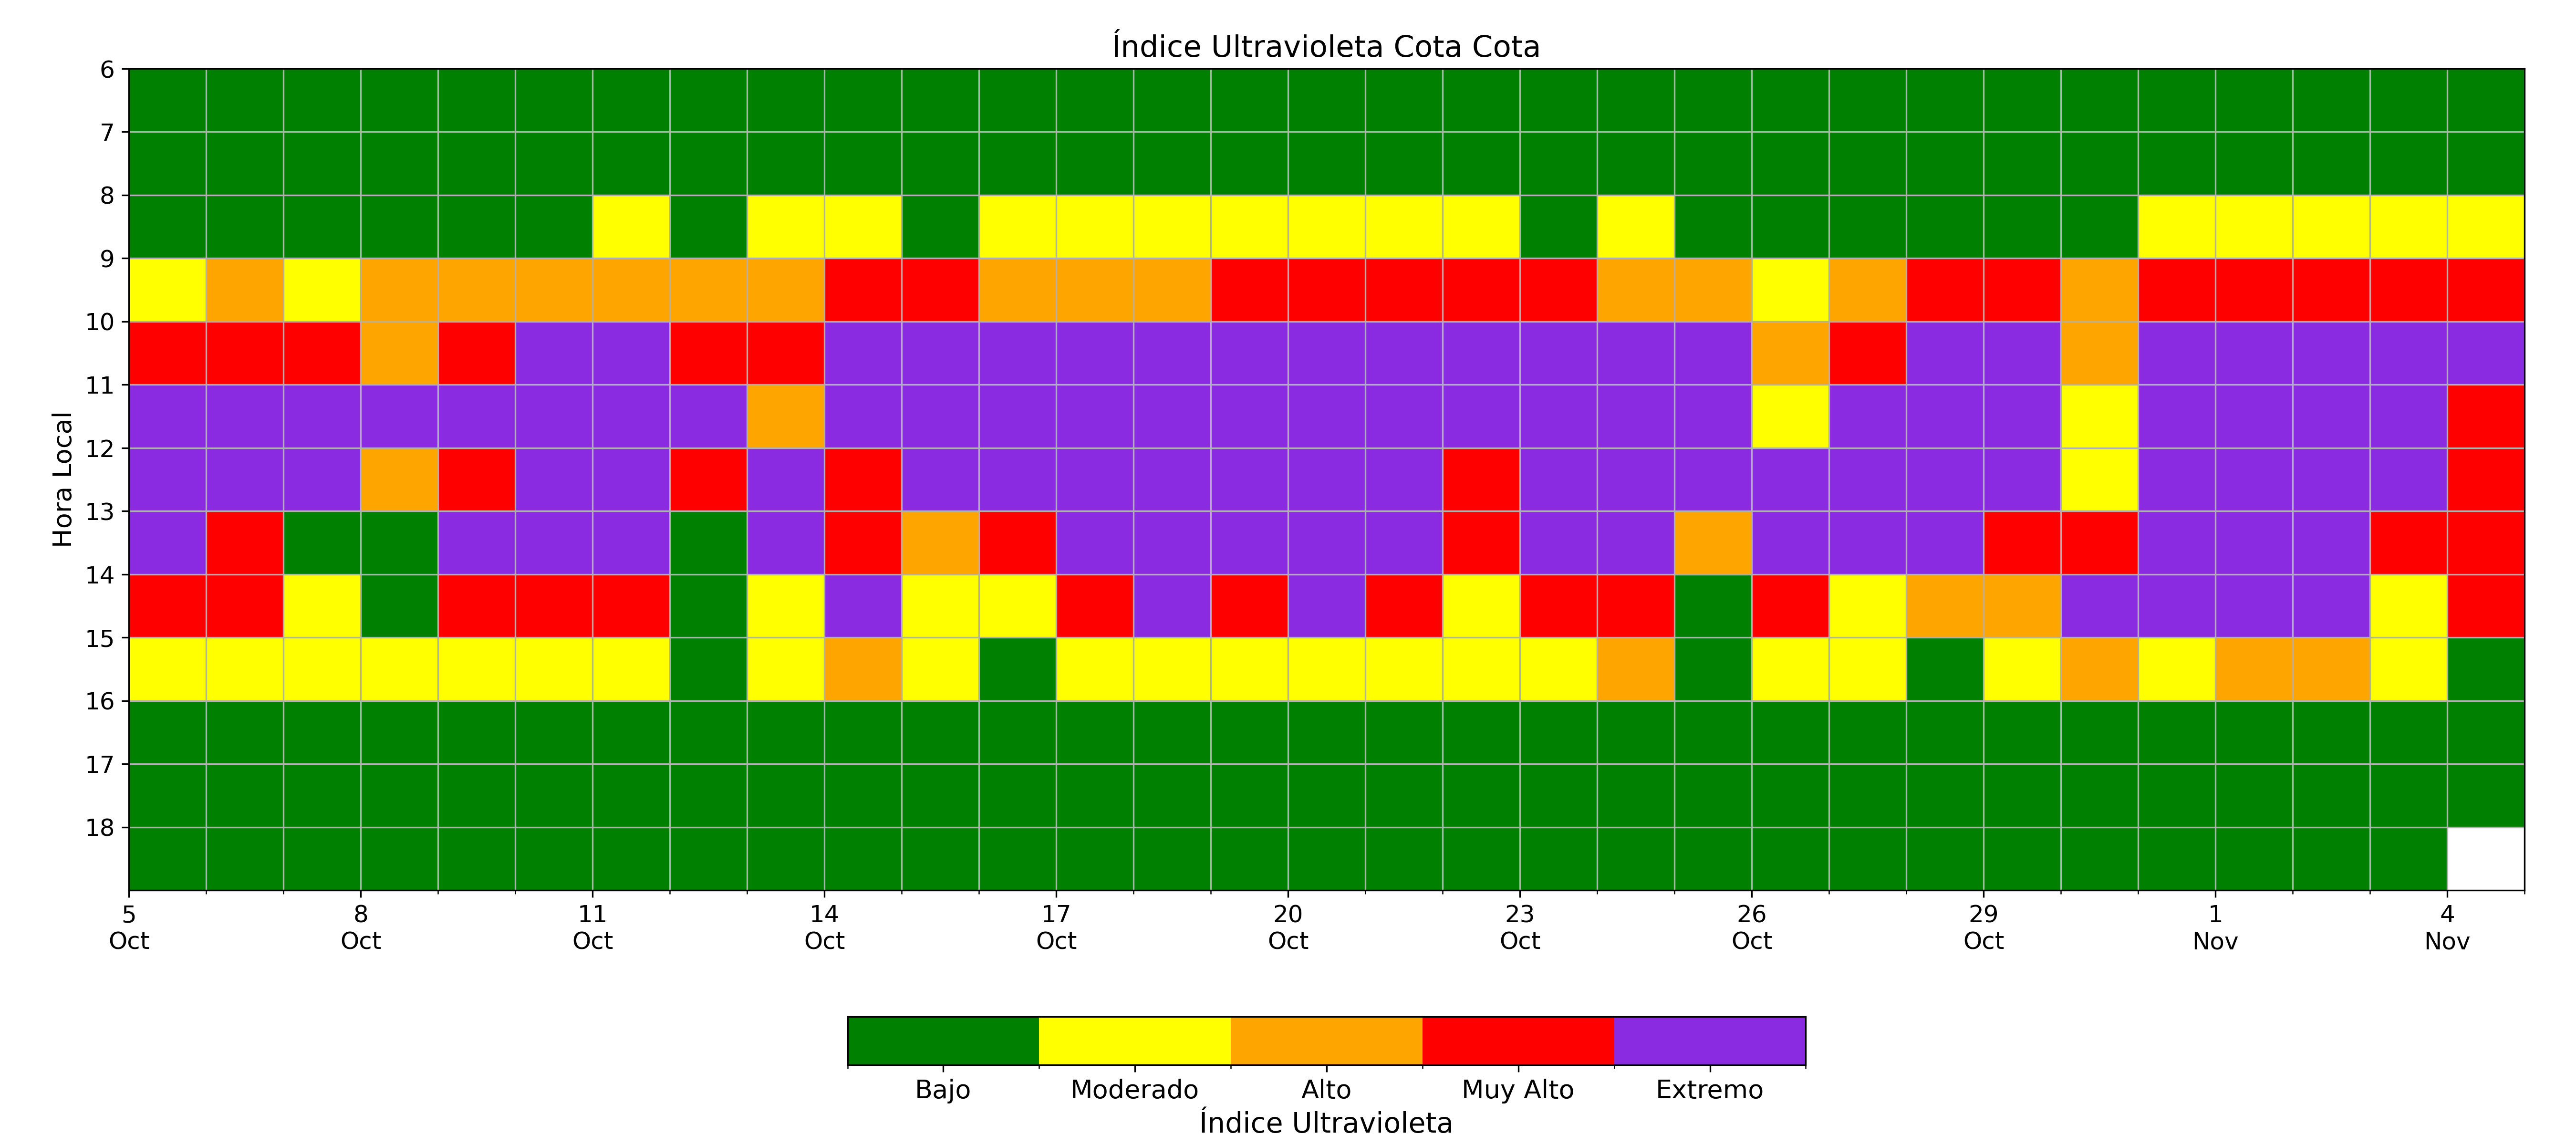 Índice Ultravioleta Cota Cota
Hora Local
6
7
8
9
10
11
12
13
14
15
16
17
18
5 8 11 14 17 20 23 26 29 1 4
Oct Oct Oct Oct Oct Oct Oct Oct Oct Nov Nov
Bajo Moderado Alto Muy Alto Extremo
Índice Ultravioleta